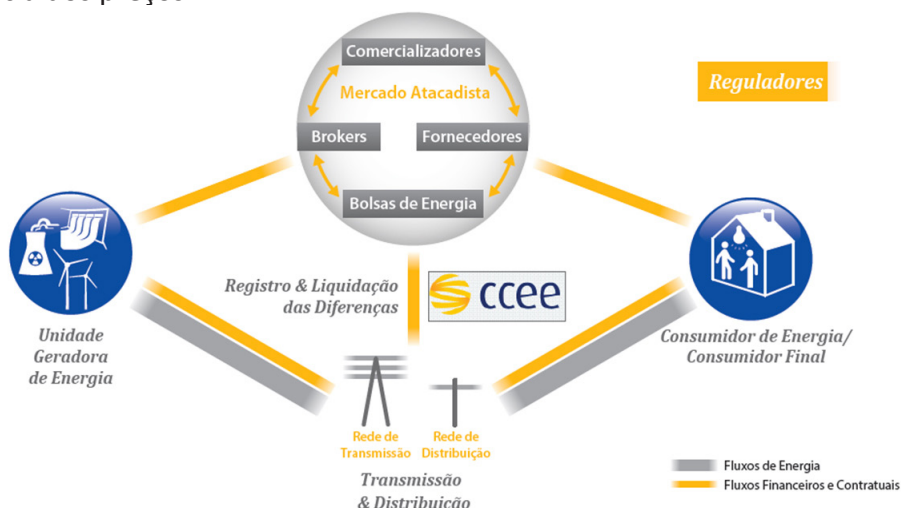 Comercializadores
Mercado Atacadista
Reguladores
Brokers
Fornecedores
Bolsas de Energia
Registro & Liquidação
das Diferenças
ccee
Unidade
Geradora
de Energia
Consumidor de Energia/
Consumidor Final
Rede de
Transmissão
Rede de
Distribuição
Transmissão
& Distribuição
Fluxos de Energia
Fluxos Financeiros e Contratuais